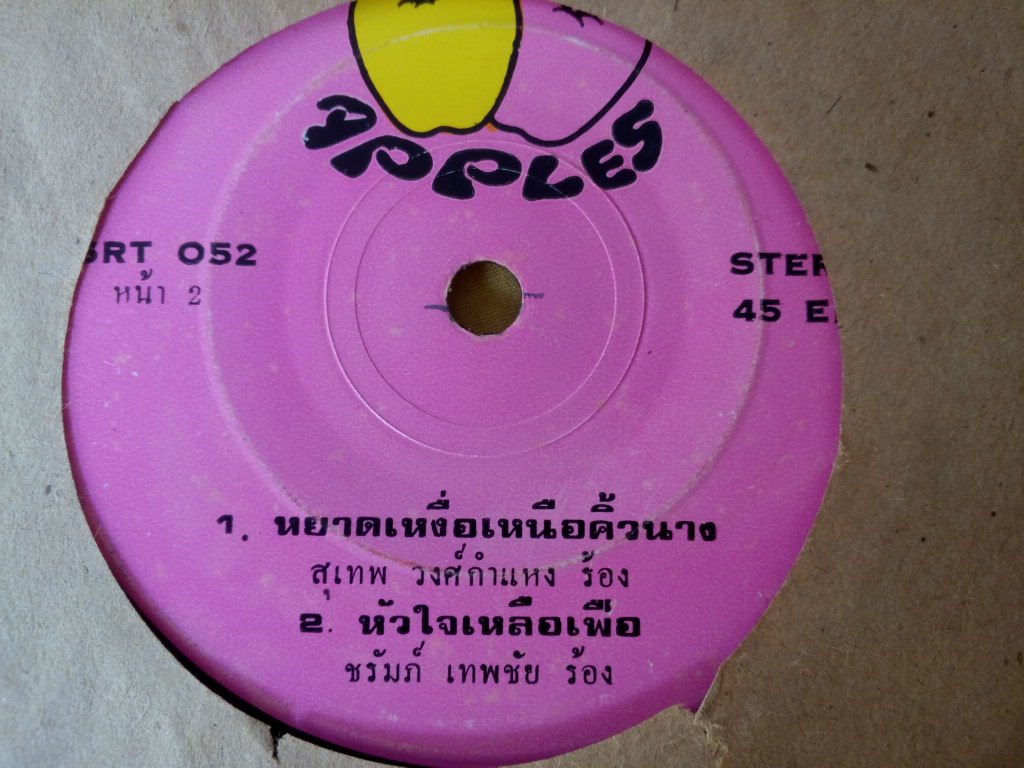 APPLES
SRT 052
หน้า 2
45
1. หยาดเหงื่อเหนือคิ้วนาง
สุเทพ วงศ์กำแหง ร้อง
2. หัวใจเหลือเฟือ
ชรัมภ์ เทพชัย ร้อง